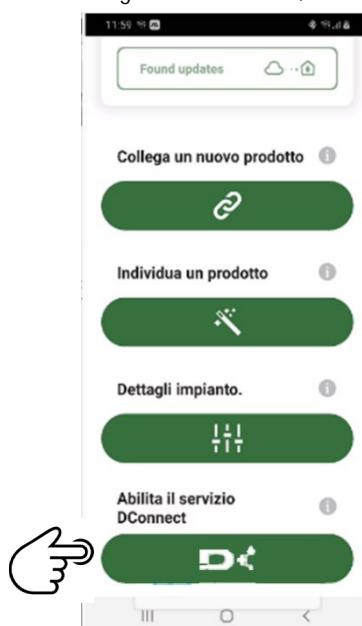 11:59
Found updates
Collega un nuovo prodotto
Individua un prodotto
Dettagli impianto.
Abilita il servizio
DConnect